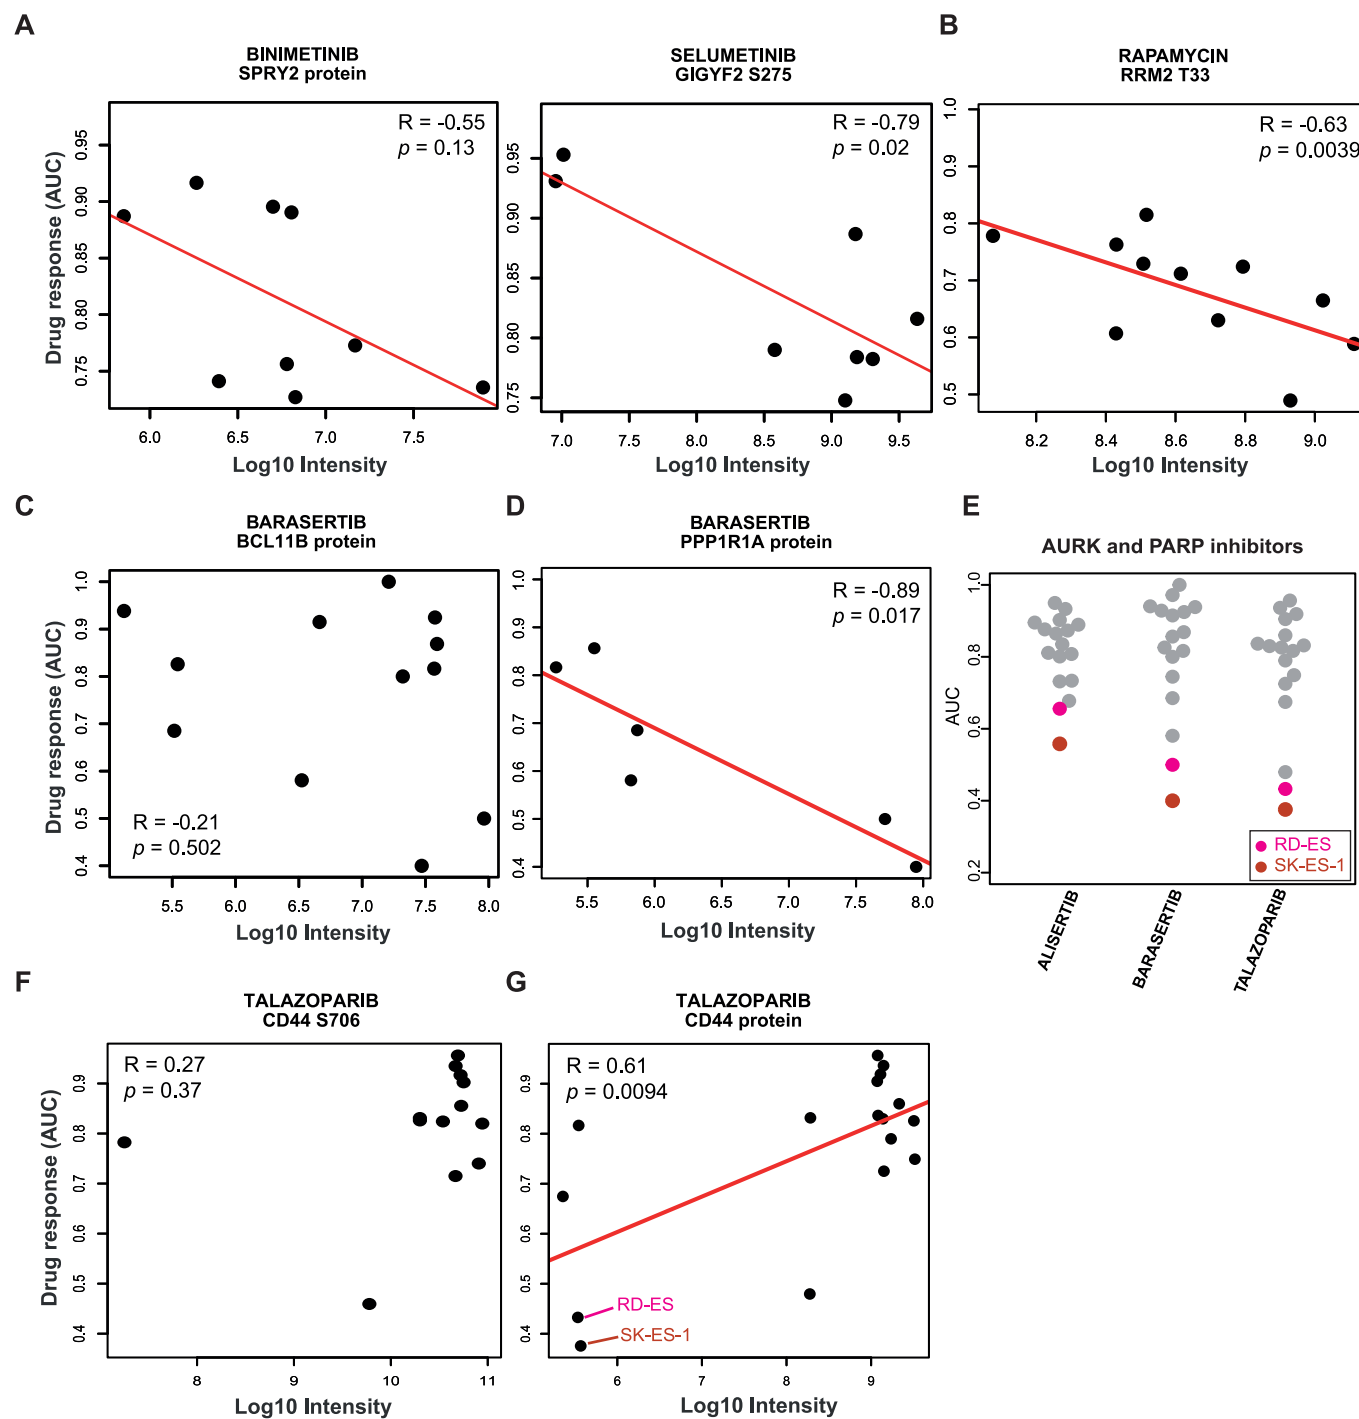 A
BINIMETINIB
SPRY2 protein
R = -0.55
p = 0.13
Drug response (AUC)
0.95
0.90
0.85
0.80
0.75
6.0 6.5 7.0 7.5
Log10 Intensity
SELUMETINIB
GIGYF2 S275
R = -0.79
p = 0.02
0.95
0.90
0.85
0.80
0.75
7.0 7.5 8.0 8.5 9.0 9.5
Log10 Intensity
B
RAPAMYCIN
RRM2 T33
R = -0.63
p = 0.0039
1.0
0.9
0.8
0.7
0.6
0.5
8.2 8.4 8.6 8.8 9.0
Log10 Intensity
C
BARASERTIB
BCL11B protein
R = -0.21
p = 0.502
Drug response (AUC)
1.0
0.9
0.8
0.7
0.6
0.5
0.4
5.5 6.0 6.5 7.0 7.5 8.0
Log10 Intensity
D
BARASERTIB
PPP1R1A protein
R = -0.89
p = 0.017
1.0
0.9
0.8
0.7
0.6
0.5
0.4
5.5 6.0 6.5 7.0 7.5 8.0
Log10 Intensity
E
AURK and PARP inhibitors
AUC
1.0
0.8
0.6
0.4
0.2
RD-ES
SK-ES-1
ALISERTIB
BARASERTIB
TALAZOPARIB
F
TALAZOPARIB
CD44 S706
R = 0.27
p = 0.37
Drug response (AUC)
0.9
0.8
0.7
0.6
0.5
0.4
8 9 10 11
Log10 Intensity
G
TALAZOPARIB
CD44 protein
R = 0.61
p = 0.0094
0.9
0.8
0.7
0.6
0.5
0.4
RD-ES
SK-ES-1
6 7 8 9
Log10 Intensity